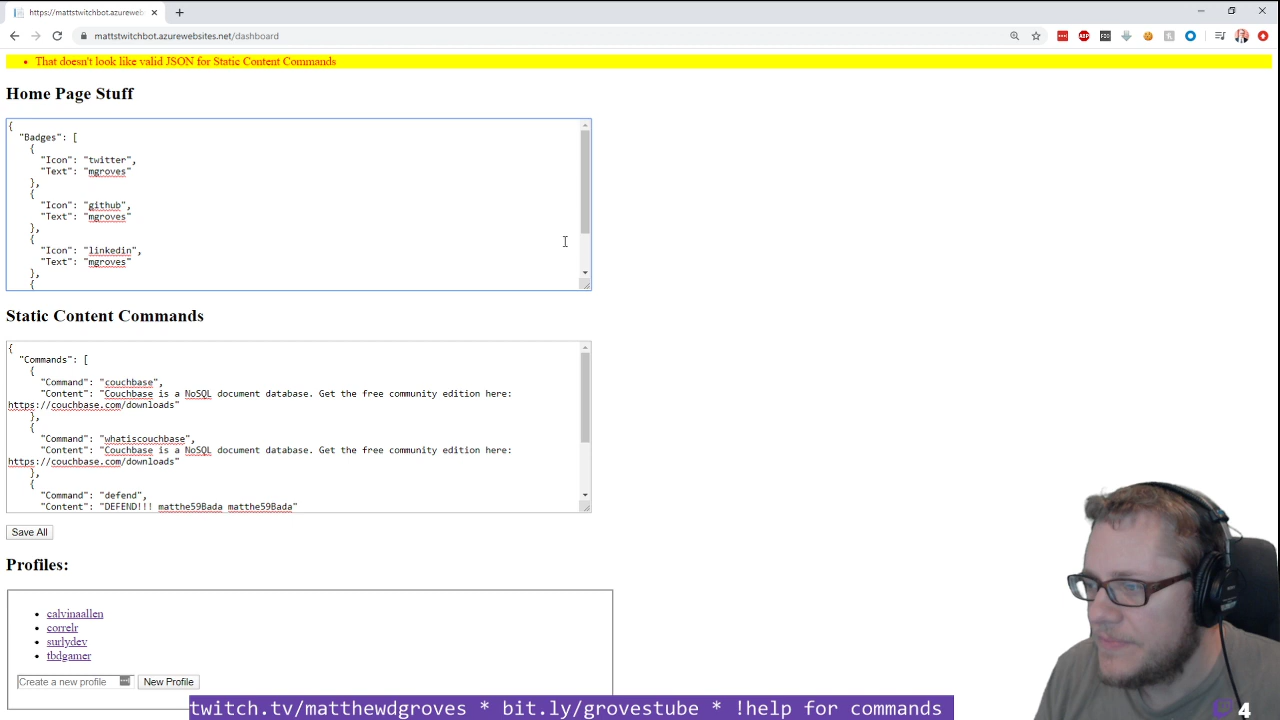 https://mattstwitchbot.azureweb
mattstwitchbot.azurewebsites.net/dashboard
That doesn't look like valid JSON for Static Content Commands
Home Page Stuff
{
"Badges": [
{
"Icon": "twitter",
"Text": "mgroves"
},
{
"Icon": "github",
"Text": "mgroves"
},
{
"Icon": "linkedin",
"Text": "mgroves"
},
{
Static Content Commands
{
"Commands": [
{
"Command": "couchbase",
"Content": "Couchbase is a NoSQL document database. Get the free community edition here:
https://couchbase.com/downloads"
},
{
"Command": "whatiscouchbase",
"Content": "Couchbase is a NoSQL document database. Get the free community edition here:
https://couchbase.com/downloads"
},
{
"Command": "defend",
"Content": "DEFEND!!! matthe59Bada matthe59Bada"
Save All
Profiles:
calvinaallen
correlr
surlydev
tbdgamer
Create a new profile
New Profile
twitch.tv/matthewdgroves * bit.ly/grovestube * !help for commands
4